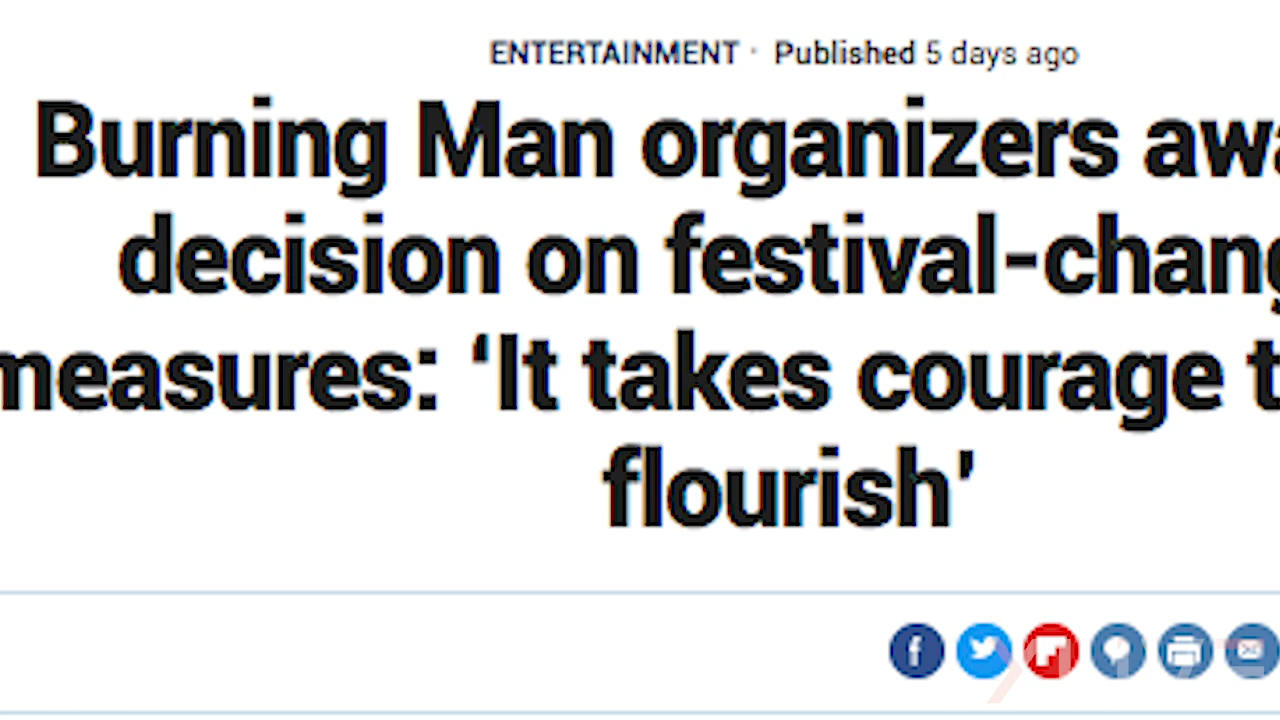 ENTERTAINMENT · Published 5 days ago
Burning Man organizers awa
decision on festival-chang
measures: ‘It takes courage t
flourish'